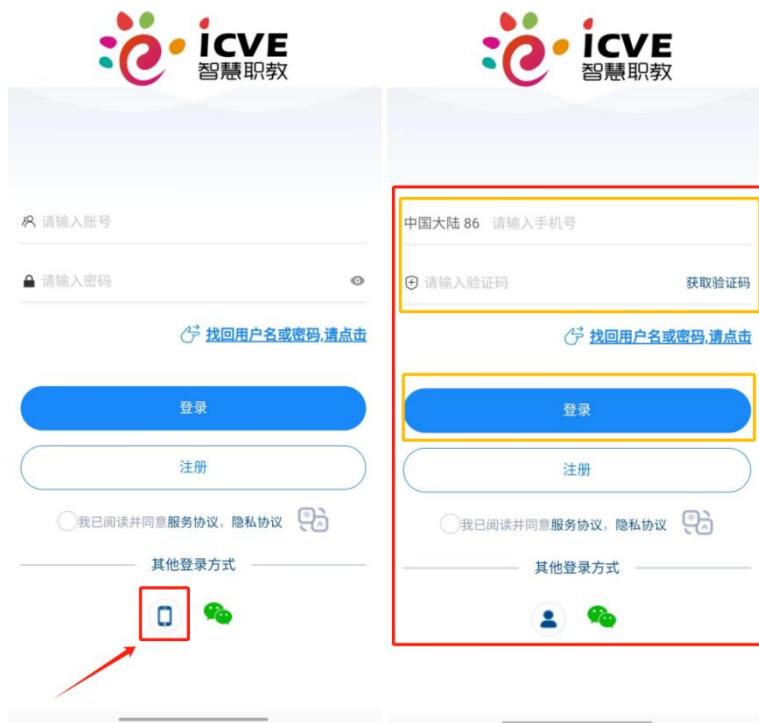 icve
智慧职教
请输入账号
请输入密码
找回用户名或密码,请点击
登录
注册
我已阅读并同意服务协议，隐私协议
其他登录方式
icve
智慧职教
中国大陆 86 请输入手机号
请输入验证码 获取验证码
找回用户名或密码,请点击
登录
注册
我已阅读并同意服务协议，隐私协议
其他登录方式